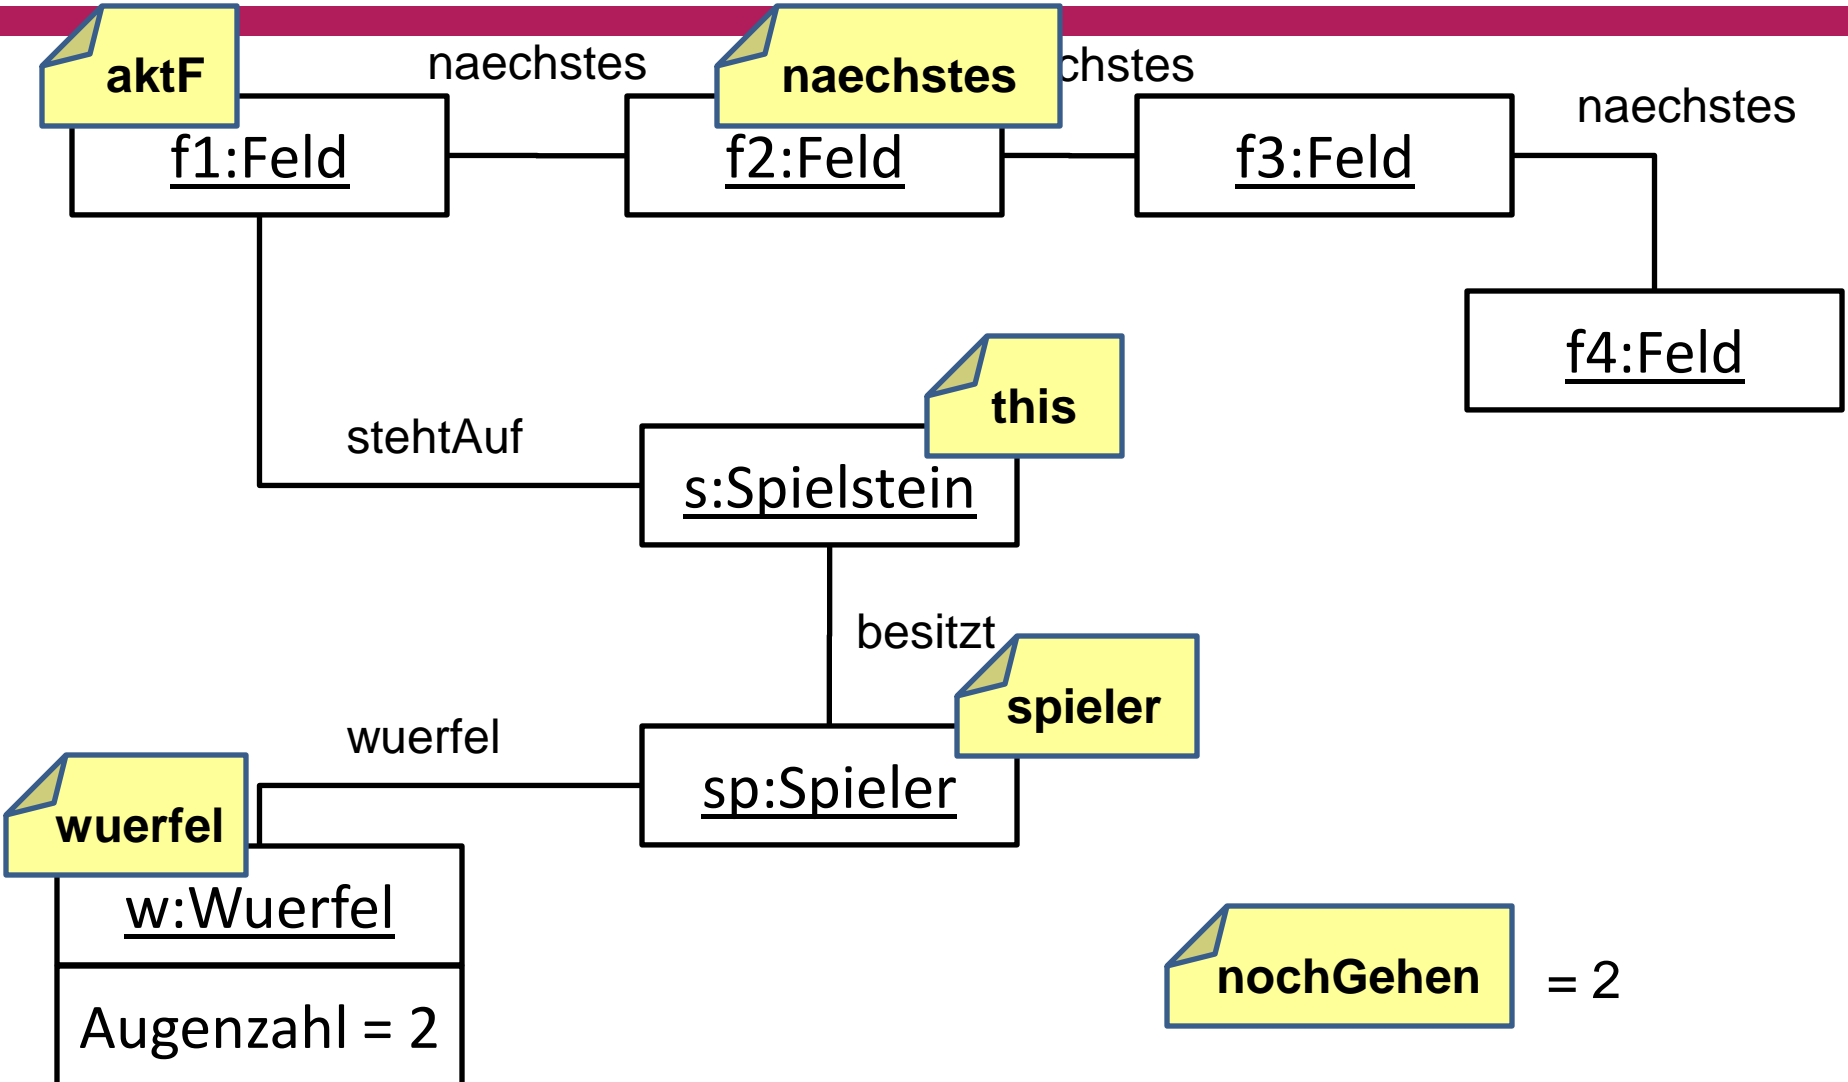 aktF
naechstes
naechstes
chstes
naechstes
f1:Feld
f2:Feld
f3:Feld
f4:Feld
this
stehtAuf
s:Spielstein
besitzt
spieler
wuerfel
sp:Spieler
wuerfel
w:Wuerfel
nochGehen = 2
Augenzahl = 2